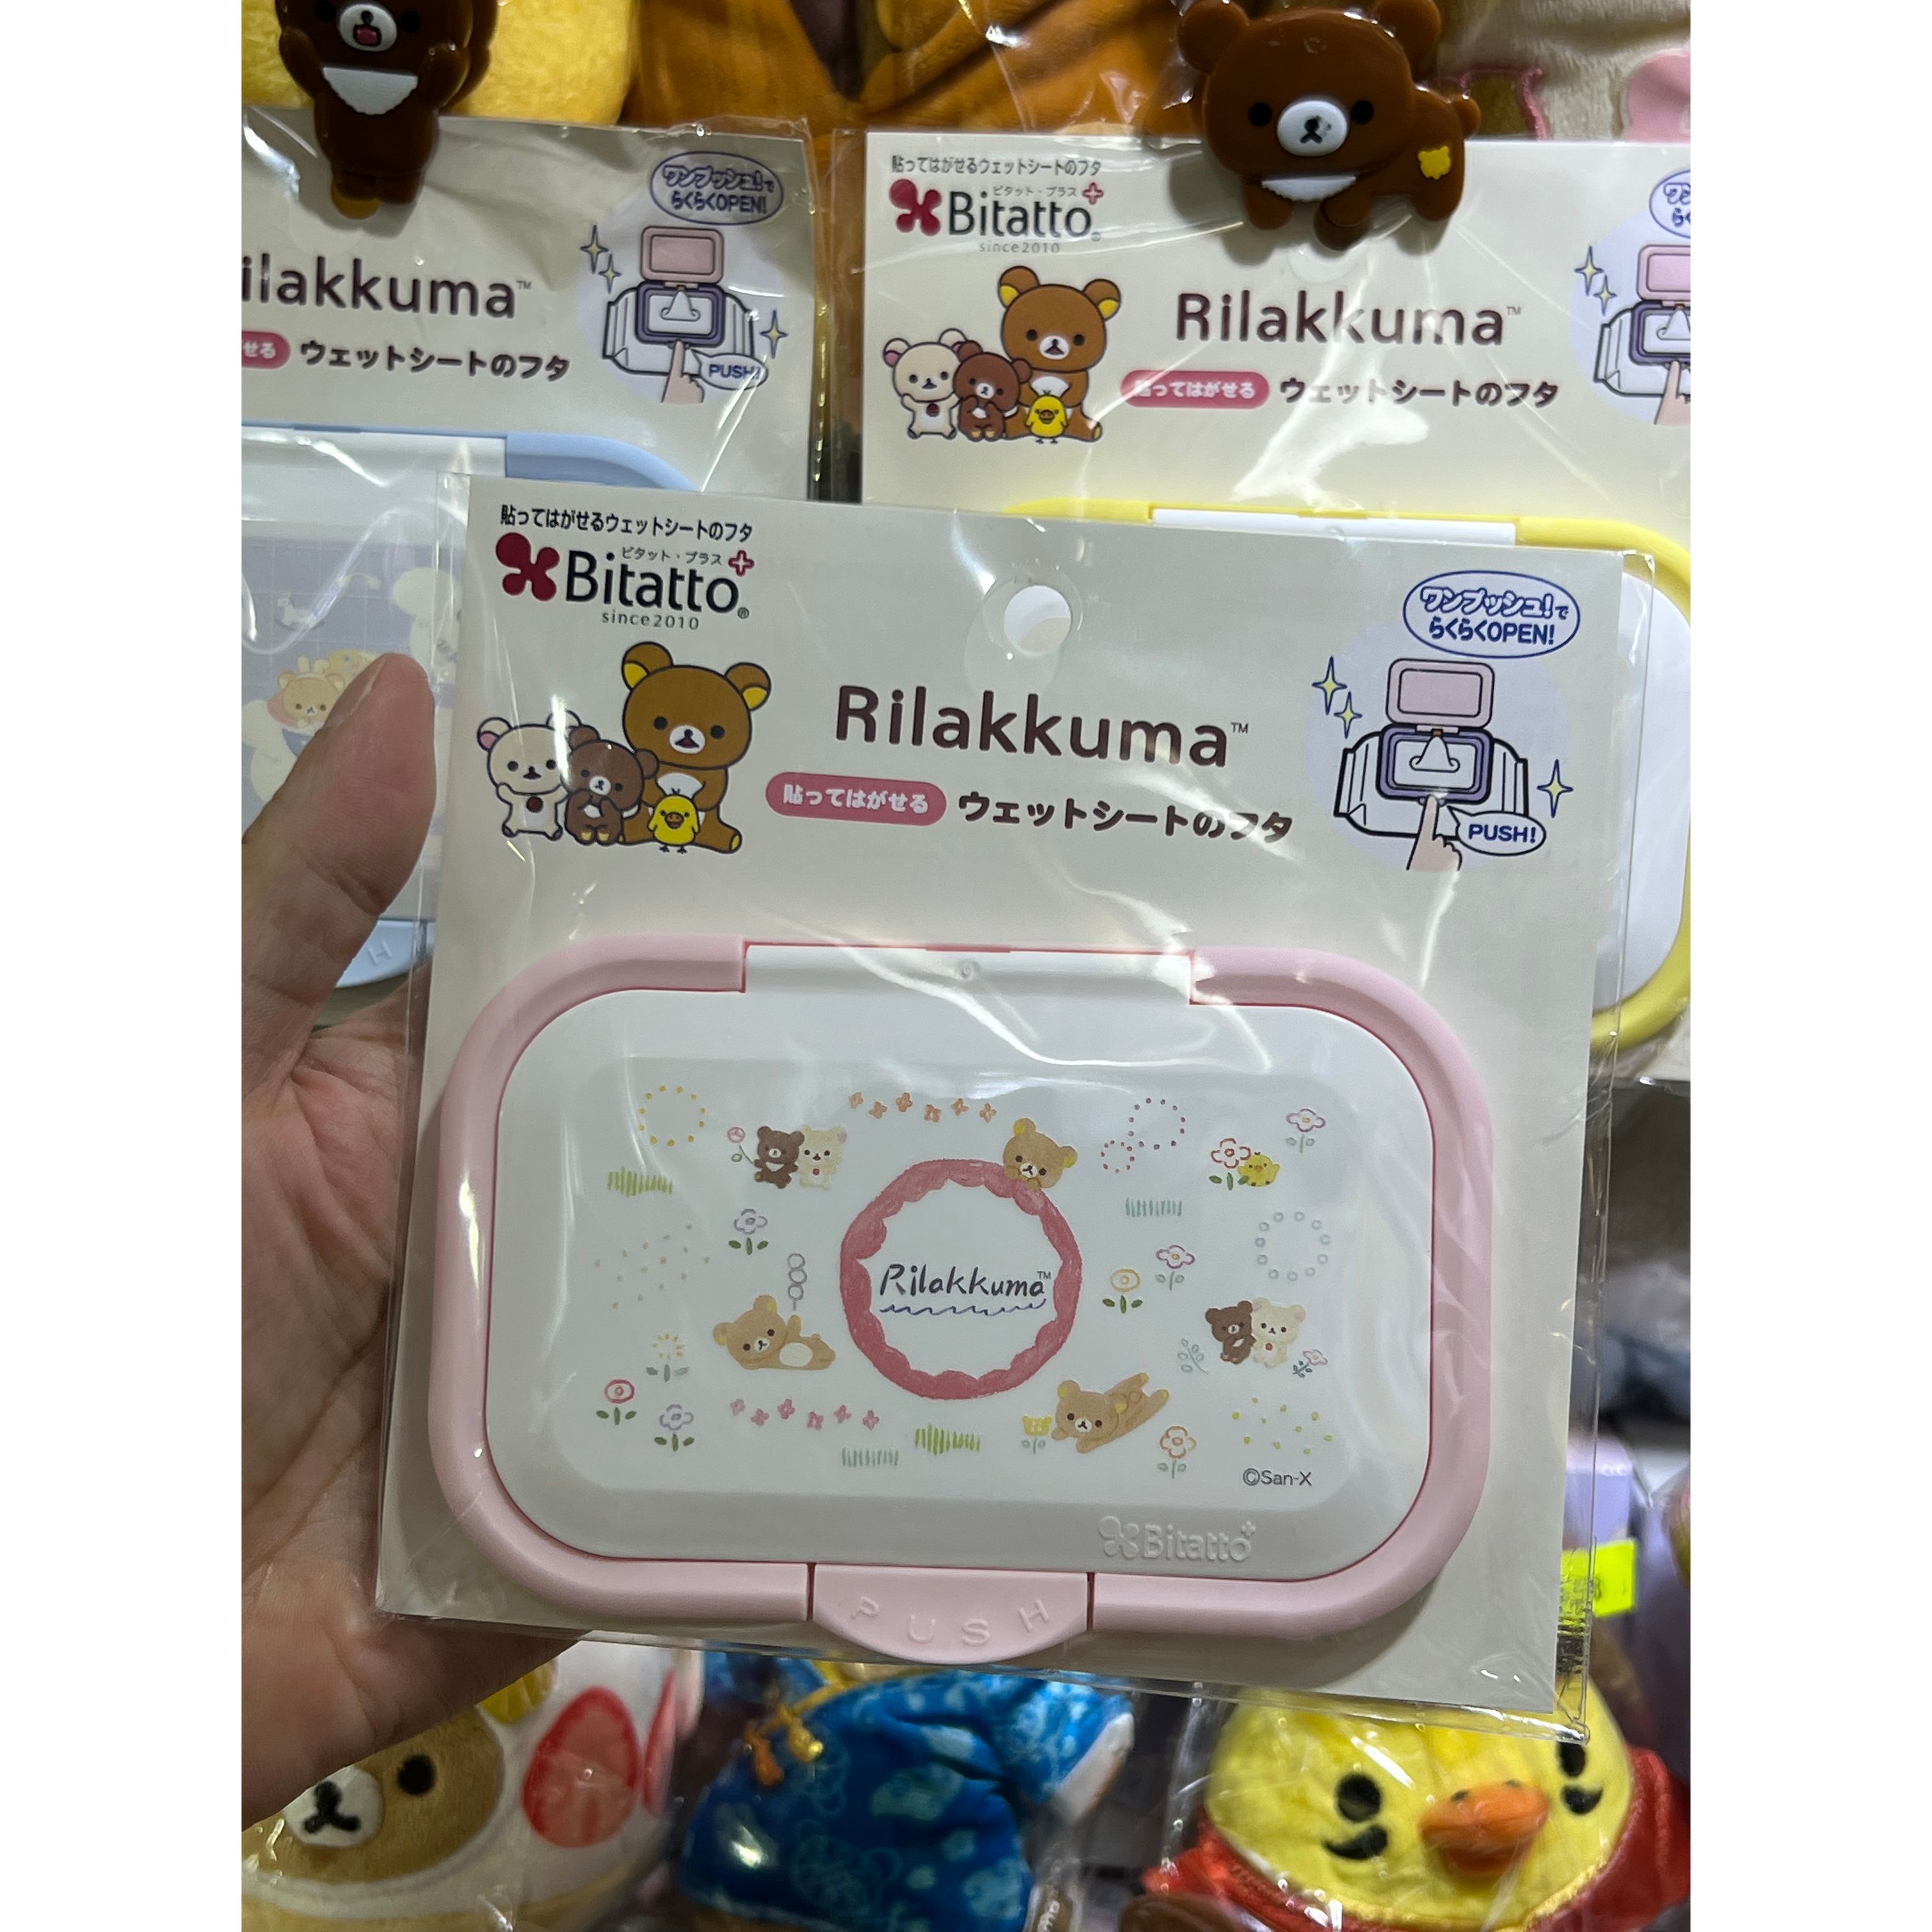 ワンプッシュ!で
らくらくOPEN!
ilakkuma™
せる ウェットシートのフタ
PUSH!
貼ってはがせるウェットシートのフタ
ビタット・プラス
Bitatto+®
since2010
Rilakkuma™
貼ってはがせる ウェットシートのフタ
貼ってはがせるウェットシートのフタ
ビタット・プラス
Bitatto+®
since2010
ワンプッシュ!で
らくらくOPEN!
Rilakkuma™
貼ってはがせる ウェットシートのフタ
PUSH!
H
Rilakkuma™
©San-X
Bitatto+
PUSH